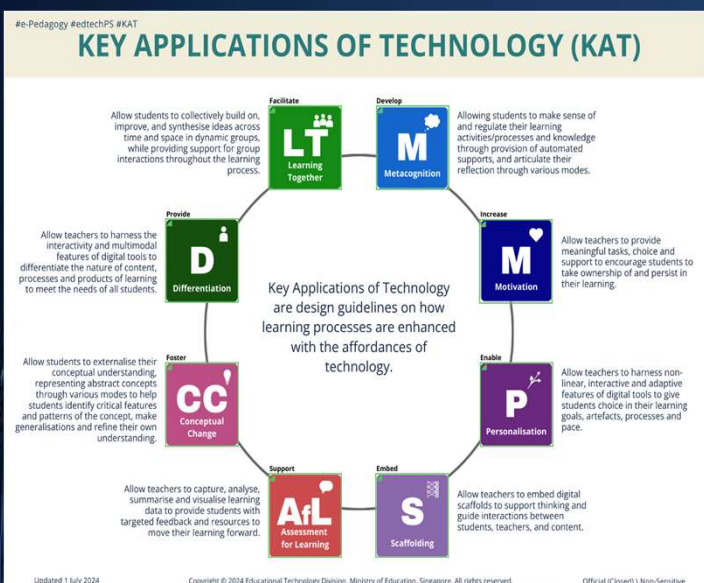 #e-Pedagogy #edtechPS #KAT
KEY APPLICATIONS OF TECHNOLOGY (KAT)
Facilitate
LT
Learning
Together
Allow students to collectively build on,
improve, and synthesise ideas across
time and space in dynamic groups,
while providing support for group
interactions throughout the learning
process.
Develop
M
Metacognition
Allowing students to make sense of
and regulate their learning
activities/processes and knowledge
through provision of automated
supports, and articulate their
reflection through various modes.
Provide
D
Differentiation
Allow teachers to harness the
interactivity and multimodal
features of digital tools to
differentiate the nature of content,
processes and products of learning
to meet the needs of all students.
Increase
M
Motivation
Allow teachers to provide
meaningful tasks, choice and
support to encourage students to
take ownership of and persist in
their learning.
Key Applications of Technology
are design guidelines on how
learning processes are enhanced
with the affordances of
technology.
Foster
CC
Conceptual
Change
Allow students to externalise their
conceptual understanding,
representing abstract concepts
through various modes to help
students identify critical features
and patterns of the concept, make
generalisations and refine their own
understanding.
Enable
P
Personalisation
Allow teachers to harness non-
linear, interactive and adaptive
features of digital tools to give
students choice in their learning
goals, artefacts, processes and
pace.
Support
AfL
Assessment
for Learning
Allow teachers to capture, analyse,
summarise and visualise learning
data to provide students with
targeted feedback and resources to
move their learning forward.
Embed
S
Scaffolding
Allow teachers to embed digital
scaffolds to support thinking and
guide interactions between
students, teachers, and content.
Updated 1 July 2024
Copyright © 2024 Educational Technology Division, Ministry of Education, Singapore. All rights reserved.
Official (Closed) \ Non-Sensitive